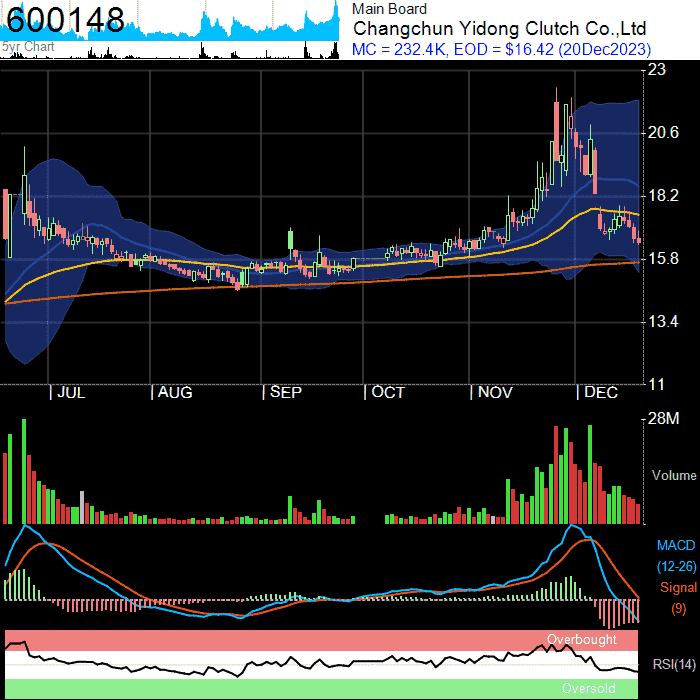 600148
5yr Chart
Main Board
Changchun Yidong Clutch Co.,Ltd
MC = 232.4K, EOD = $16.42 (20Dec2023)
23
20.6
18.2
15.8
13.4
11
| JUL | AUG | SEP | OCT | NOV | DEC
28M
Volume
MACD
(12-26)
Signal
(9)
Overbought
RSI(14)
Oversold